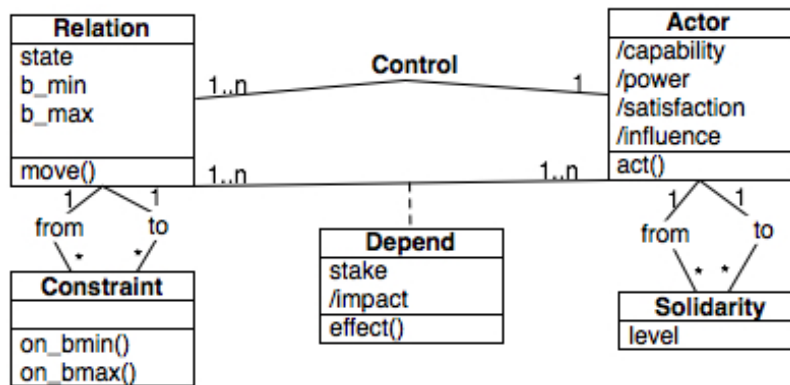 Relation
state
b_min
b_max
move()
Control
1..n
1
1..n
1..n
Actor
/capability
/power
/satisfaction
/influence
act()
1
1
from
to
*
*
Constraint
on_bmin()
on_bmax()
Depend
stake
/impact
effect()
1
1
from
to
*
*
Solidarity
level